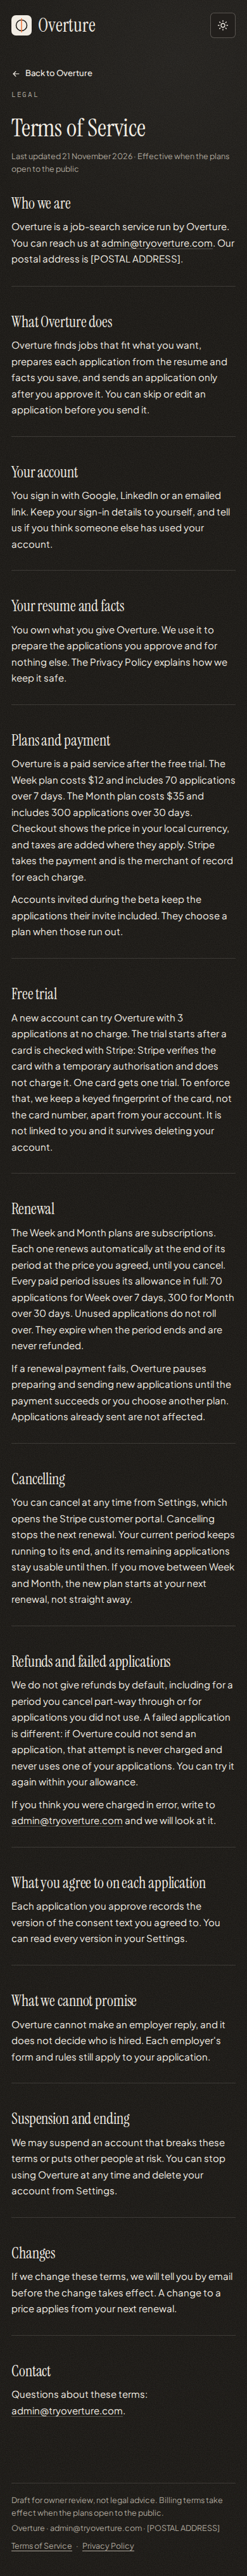 Overture
Back to Overture
LEGAL
Terms of Service
Last updated 21 November 2026 · Effective when the plans
open to the public
Who we are
Overture is a job-search service run by Overture.
You can reach us at admin@tryoverture.com. Our
postal address is [POSTAL ADDRESS].
What Overture does
Overture finds jobs that fit what you want,
prepares each application from the resume and
facts you save, and sends an application only
after you approve it. You can skip or edit an
application before you send it.
Your account
You sign in with Google, LinkedIn or an emailed
link. Keep your sign-in details to yourself, and tell
us if you think someone else has used your
account.
Your resume and facts
You own what you give Overture. We use it to
prepare the applications you approve and for
nothing else. The Privacy Policy explains how we
keep it safe.
Plans and payment
Overture is a paid service after the free trial. The
Week plan costs $12 and includes 70 applications
over 7 days. The Month plan costs $35 and
includes 300 applications over 30 days.
Checkout shows the price in your local currency,
and taxes are added where they apply. Stripe
takes the payment and is the merchant of record
for each charge.
Accounts invited during the beta keep the
applications their invite included. They choose a
plan when those run out.
Free trial
A new account can try Overture with 3
applications at no charge. The trial starts after a
card is checked with Stripe: Stripe verifies the
card with a temporary authorisation and does
not charge it. One card gets one trial. To enforce
that, we keep a keyed fingerprint of the card, not
the card number, apart from your account. It is
not linked to you and it survives deleting your
account.
Renewal
The Week and Month plans are subscriptions.
Each one renews automatically at the end of its
period at the price you agreed, until you cancel.
Every paid period issues its allowance in full: 70
applications for Week over 7 days, 300 for Month
over 30 days. Unused applications do not roll
over. They expire when the period ends and are
never refunded.
If a renewal payment fails, Overture pauses
preparing and sending new applications until the
payment succeeds or you choose another plan.
Applications already sent are not affected.
Cancelling
You can cancel at any time from Settings, which
opens the Stripe customer portal. Cancelling
stops the next renewal. Your current period keeps
running to its end, and its remaining applications
stay usable until then. If you move between Week
and Month, the new plan starts at your next
renewal, not straight away.
Refunds and failed applications
We do not give refunds by default, including for a
period you cancel part-way through or for
applications you did not use. A failed application
is different: if Overture could not send an
application, that attempt is never charged and
never uses one of your applications. You can try it
again within your allowance.
If you think you were charged in error, write to
admin@tryoverture.com and we will look at it.
What you agree to on each application
Each application you approve records the
version of the consent text you agreed to. You
can read every version in your Settings.
What we cannot promise
Overture cannot make an employer reply, and it
does not decide who is hired. Each employer's
form and rules still apply to your application.
Suspension and ending
We may suspend an account that breaks these
terms or puts other people at risk. You can stop
using Overture at any time and delete your
account from Settings.
Changes
If we change these terms, we will tell you by email
before the change takes effect. A change to a
price applies from your next renewal.
Contact
Questions about these terms:
admin@tryoverture.com.
Draft for owner review, not legal advice. Billing terms take
effect when the plans open to the public.
Overture · admin@tryoverture.com · [POSTAL ADDRESS]
Terms of Service · Privacy Policy